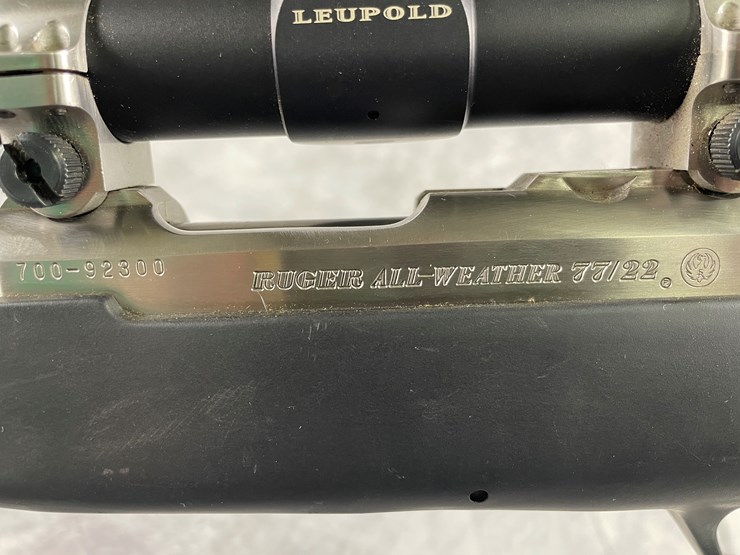 LEUPOLD
700-92300
RUGER ALL-WEATHER 77/22 ®